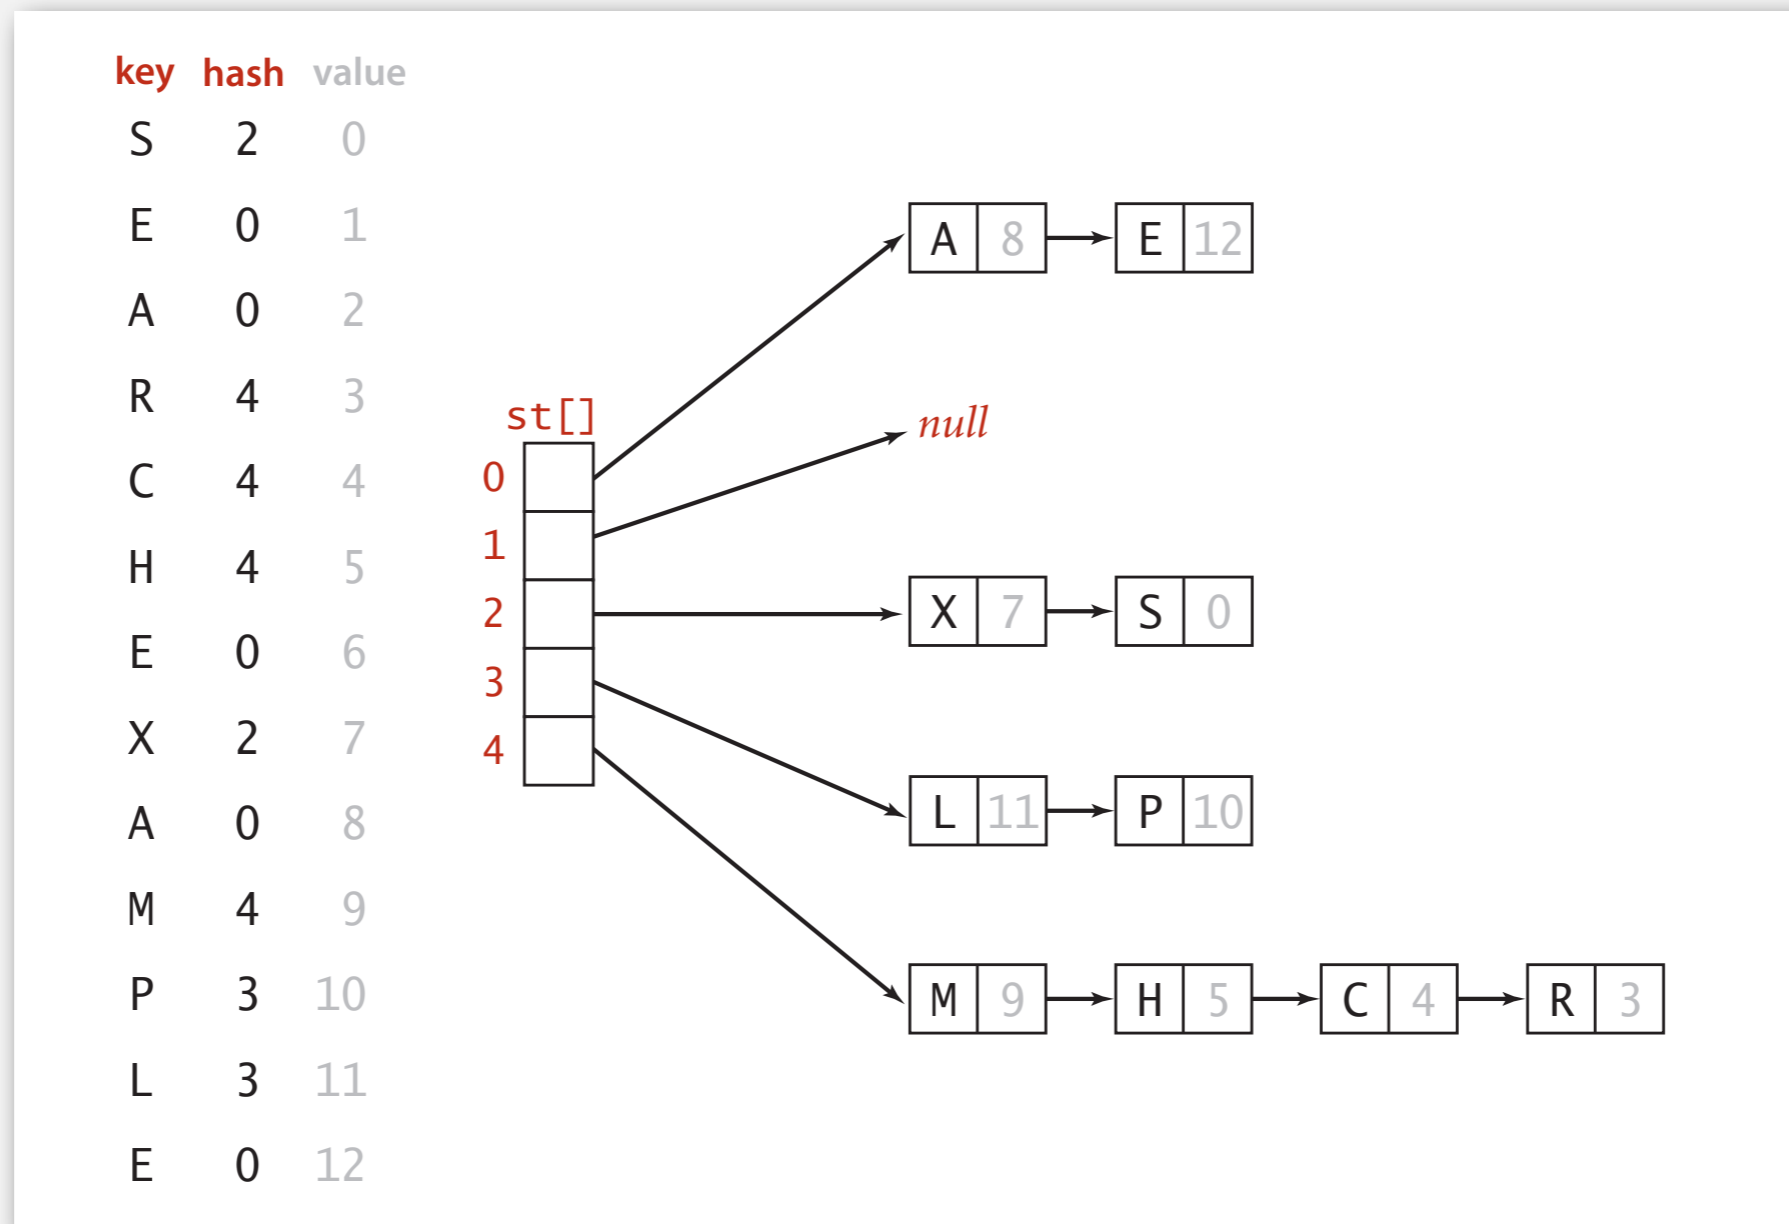 key hash value
S 2 0
E 0 1
A 0 2
R 4 3
C 4 4
H 4 5
E 0 6
X 2 7
A 0 8
M 4 9
P 3 10
L 3 11
E 0 12
st[]
0
1
2
3
4
A 8 E 12
null
X 7 S 0
L 11 P 10
M 9 H 5 C 4 R 3